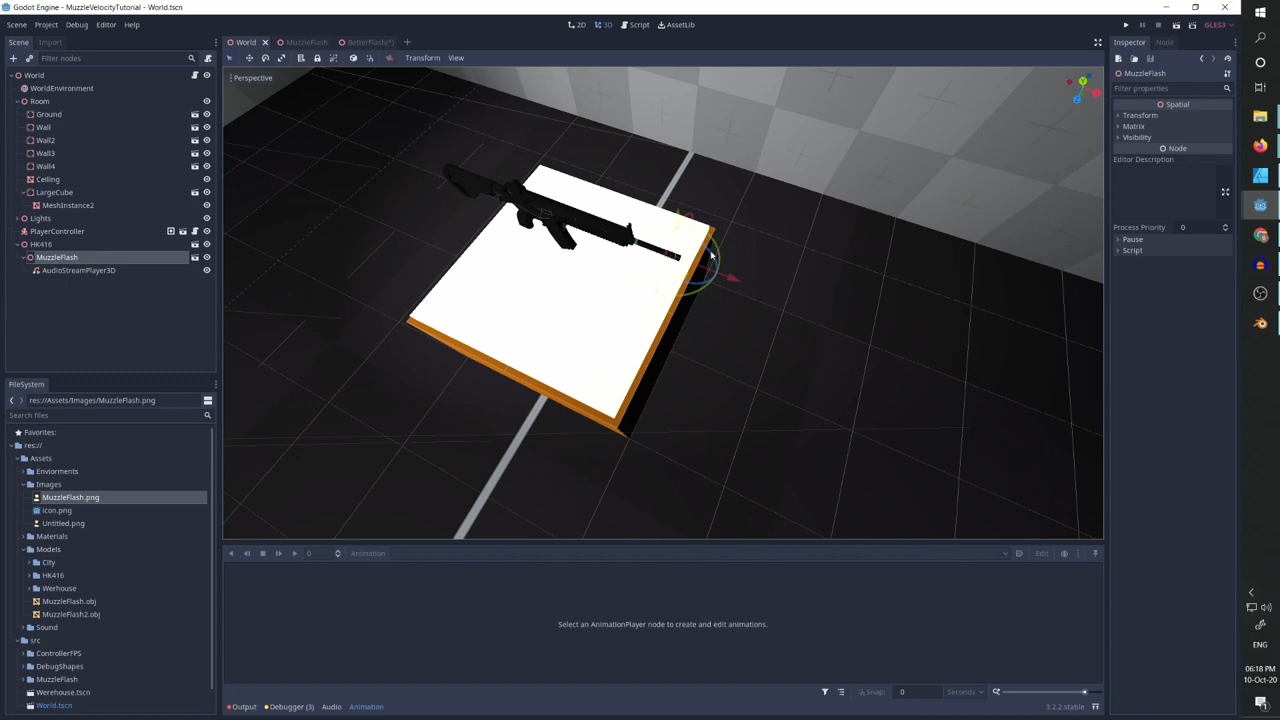 Godot Engine - MuzzleVelocityTutorial - World.tscn
Scene Project Debug Editor Help
2D 3D Script AssetLib
GLES3
Scene Import
World MuzzleFlash BetterFlash(*)
Inspector Node
Filter nodes
Transform View
Perspective
MuzzleFlash
Filter properties
Spatial
Transform
Matrix
Visibility
Node
Editor Description
Process Priority 0
Pause
Script
World
WorldEnvironment
Room
Ground
Wall
Wall2
Wall3
Wall4
Ceiling
LargeCube
MeshInstance2
Lights
PlayerController
HK416
MuzzleFlash
AudioStreamPlayer3D
FileSystem
res://Assets/Images/MuzzleFlash.png
Search files
Favorites:
res://
Assets
Enviorments
Images
MuzzleFlash.png
icon.png
Untitled.png
Materials
Models
City
HK416
Werhouse
MuzzleFlash.obj
MuzzleFlash2.obj
Sound
src
ControllerFPS
DebugShapes
MuzzleFlash
Werehouse.tscn
World.tscn
0 Animation Edit
Select an AnimationPlayer node to create and edit animations.
Snap: 0 Seconds
Output Debugger (3) Audio Animation
3.2.2.stable
ENG
06:18 PM
10-Oct-20